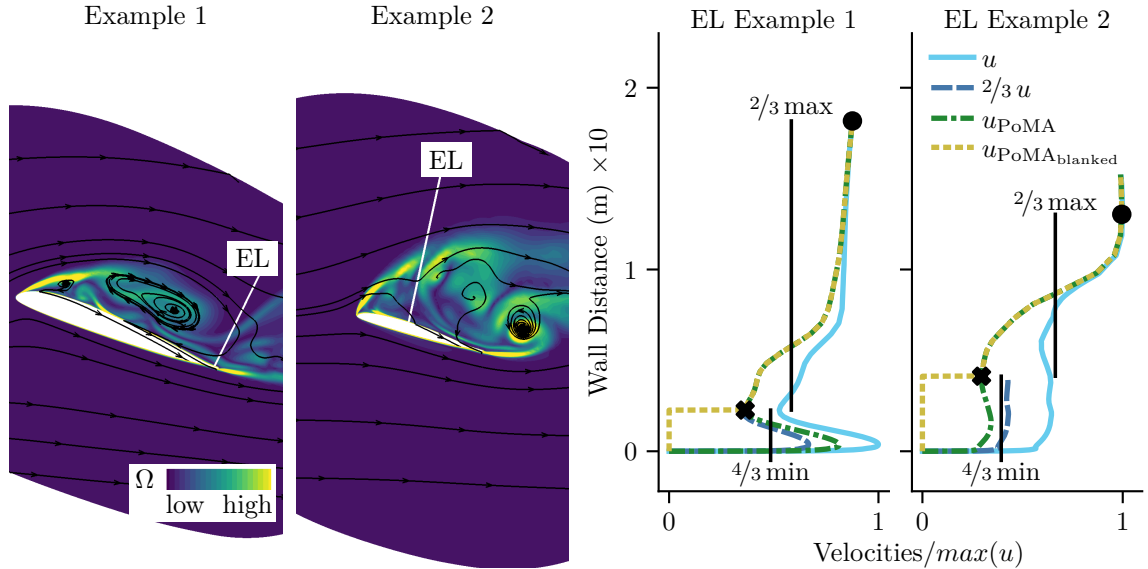 Example 1
Example 2
EL
EL
Ω
low high
EL Example 1
EL Example 2
Wall Distance (m) ×10
2
1
0
2/3 max
4/3 min
u
2/3 u
uPoMA
uPoMAblanked
2/3 max
4/3 min
0
1
0
1
Velocities/max(u)